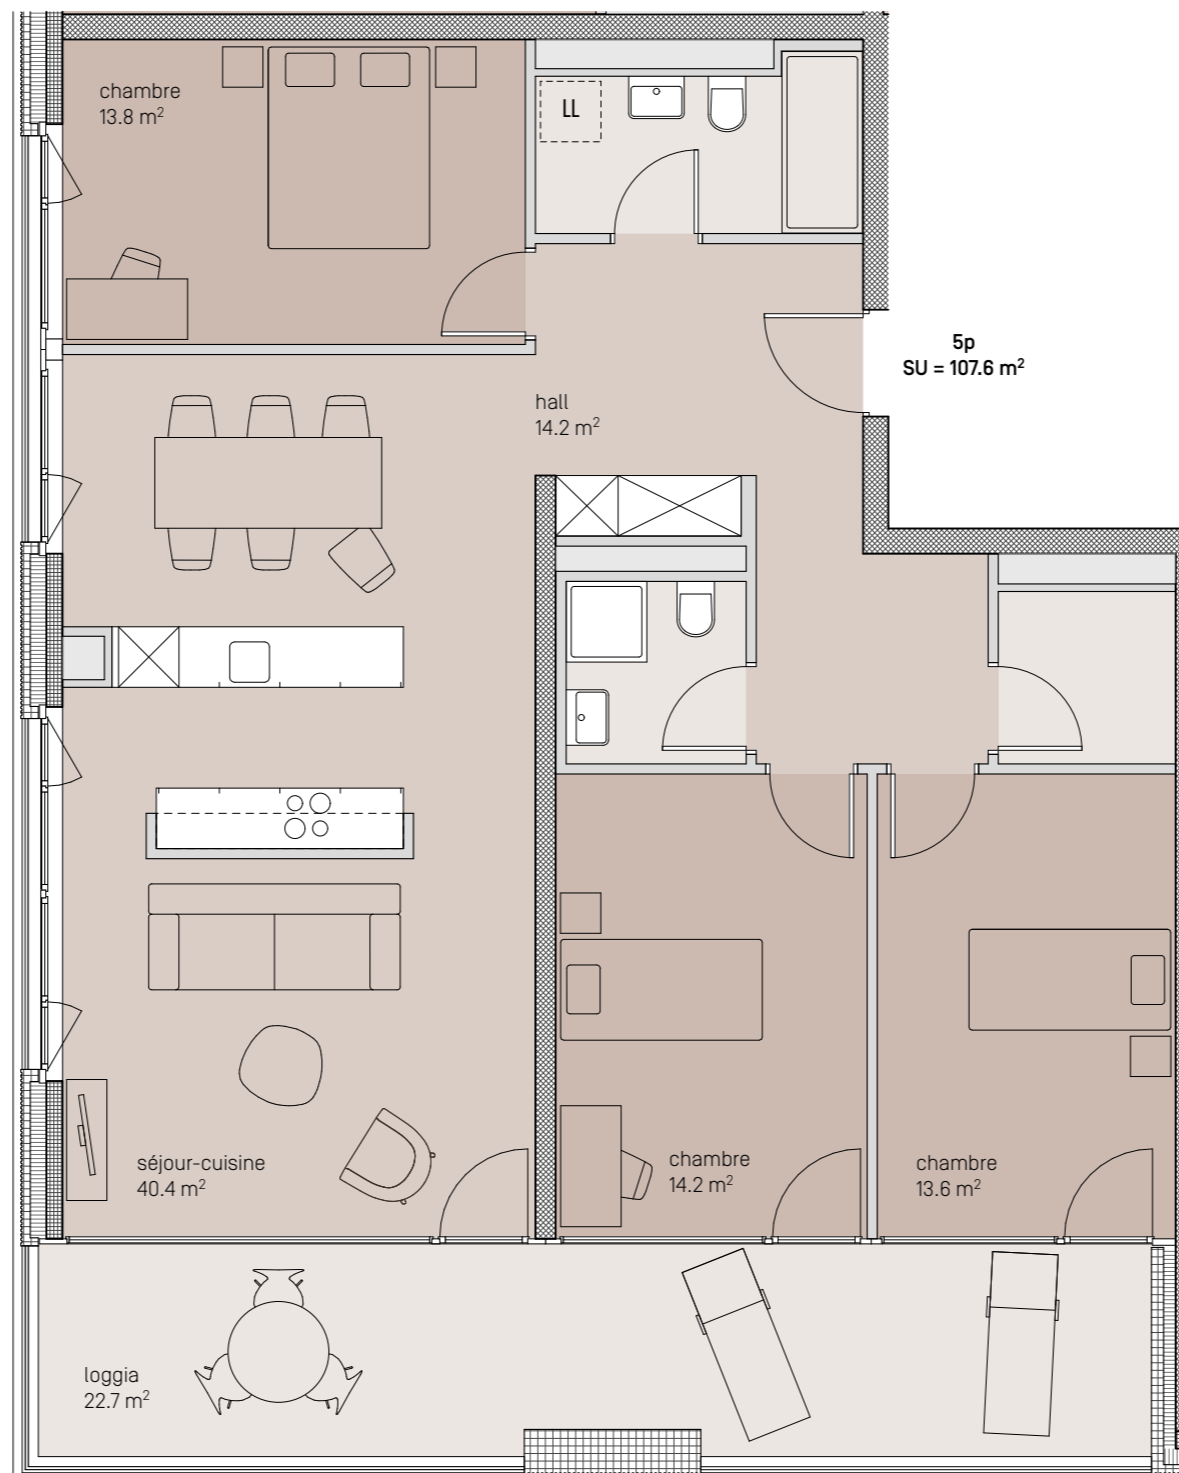 chambre
13.8 m²
LL
5p
SU = 107.6 m²
hall
14.2 m²
séjour-cuisine
40.4 m²
chambre
14.2 m²
chambre
13.6 m²
loggia
22.7 m²